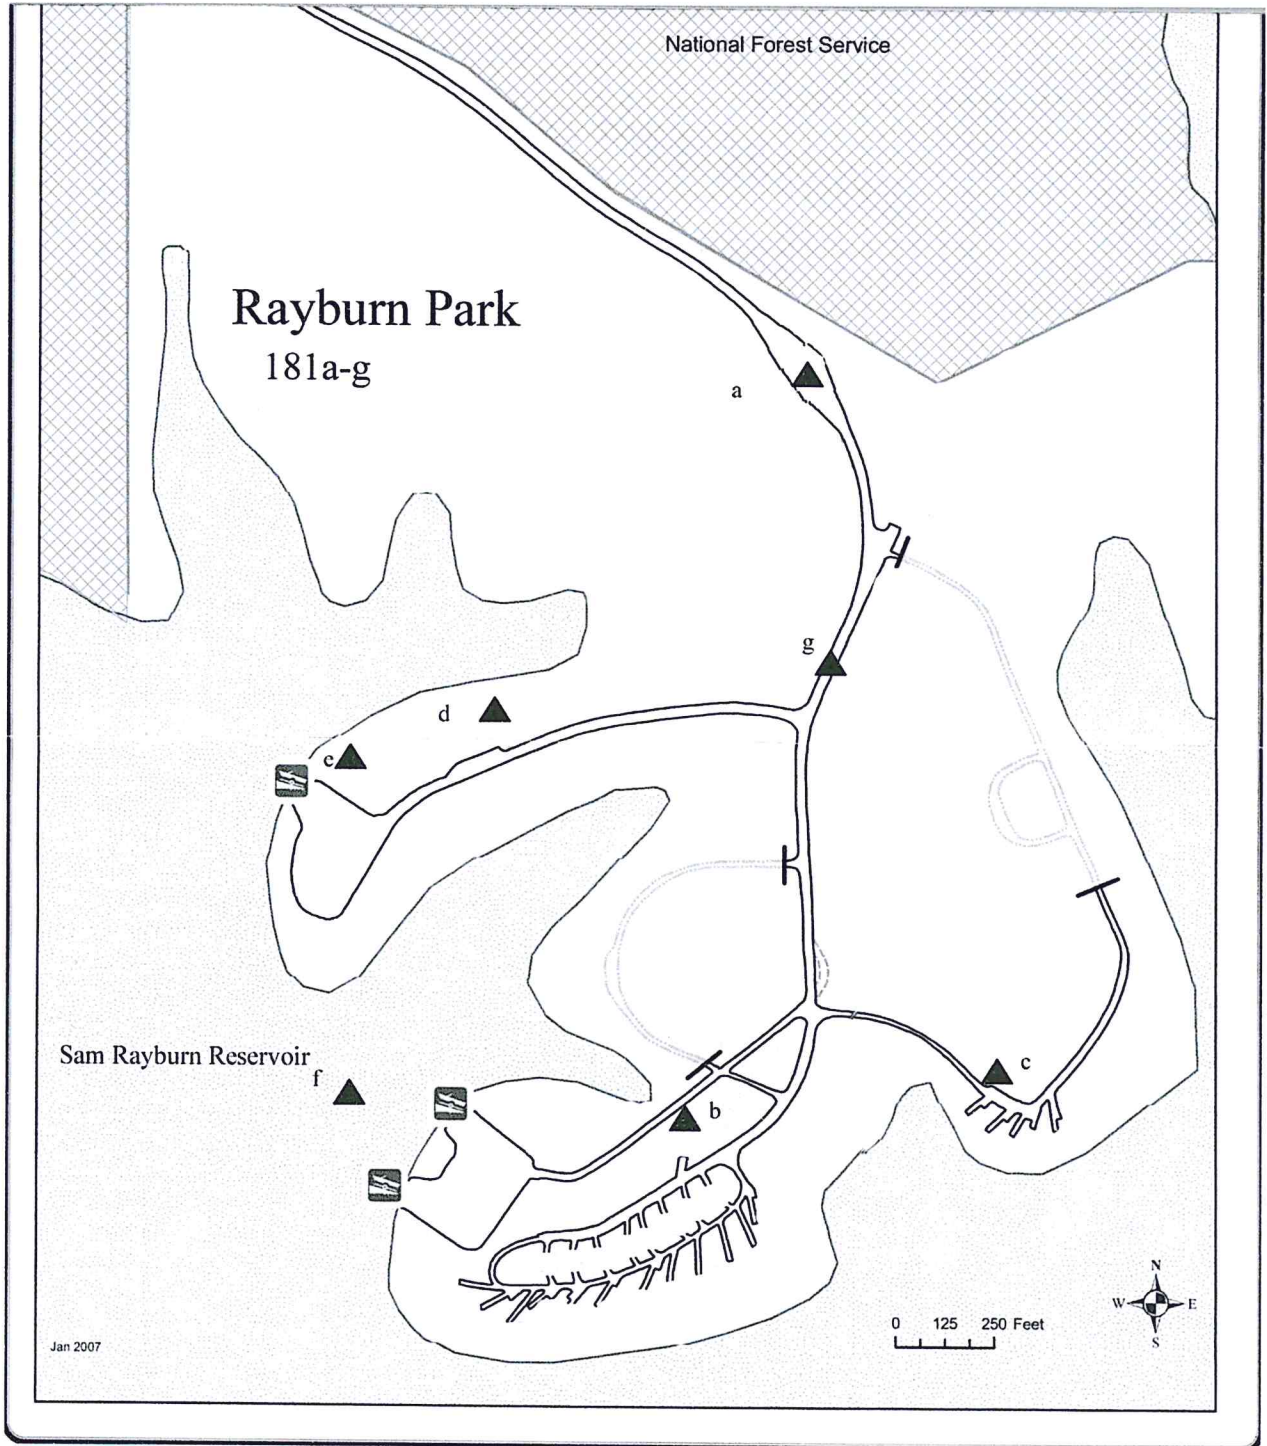 National Forest Service
Rayburn Park
181a-g
a
g
d
e
Sam Rayburn Reservoir
f
c
b
N
W E
S
0 125 250 Feet
Jan 2007